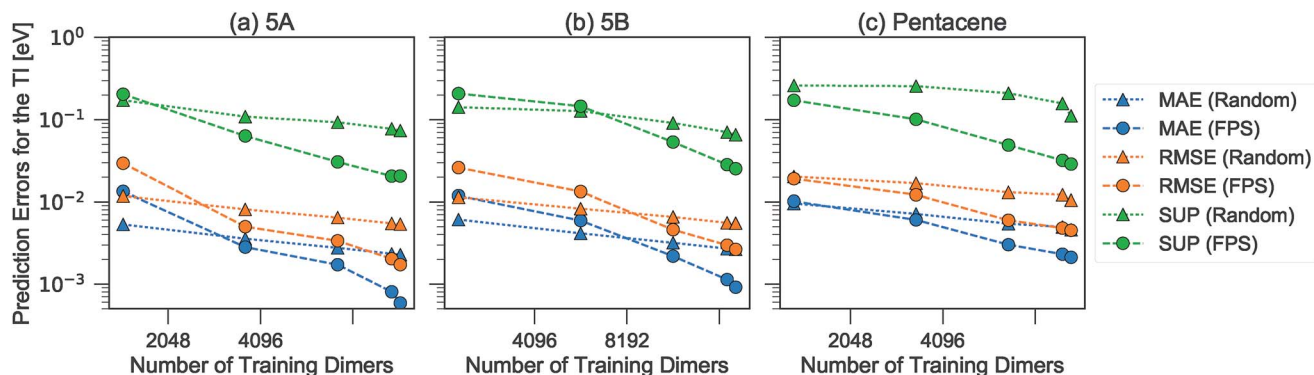 (a) 5A
(b) 5B
(c) Pentacene
Prediction Errors for the TI [eV]
10⁰
10⁻¹
10⁻²
10⁻³
2048 4096
4096 8192
2048 4096
Number of Training Dimers
Number of Training Dimers
Number of Training Dimers
MAE (Random)
MAE (FPS)
RMSE (Random)
RMSE (FPS)
SUP (Random)
SUP (FPS)